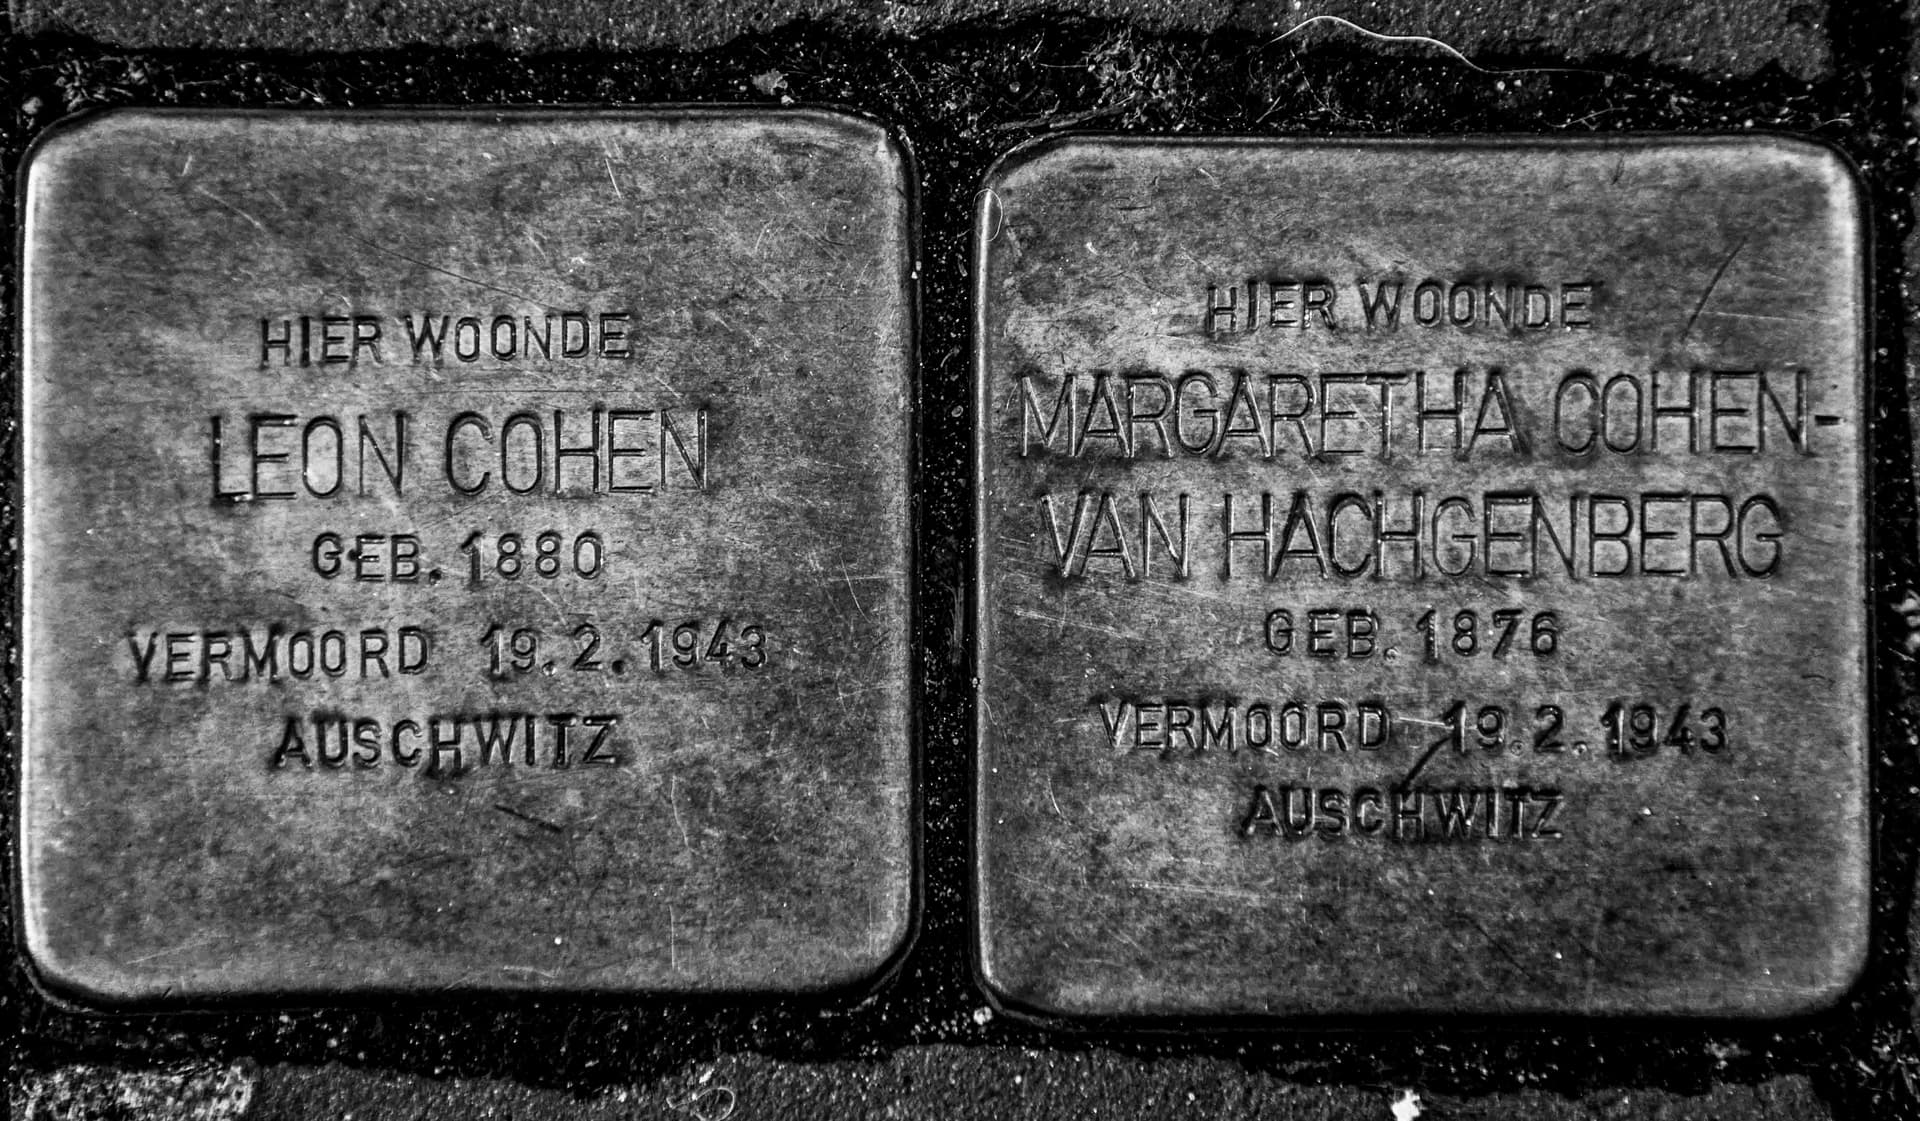 HIER WOONDE
LEON COHEN
GEB. 1880
VERMOORD 19.2.1943
AUSCHWITZ
HIER WOONDE
MARGARETHA COHEN-
VAN HACHGENBERG
GEB. 1876
VERMOORD 19.2.1943
AUSCHWITZ